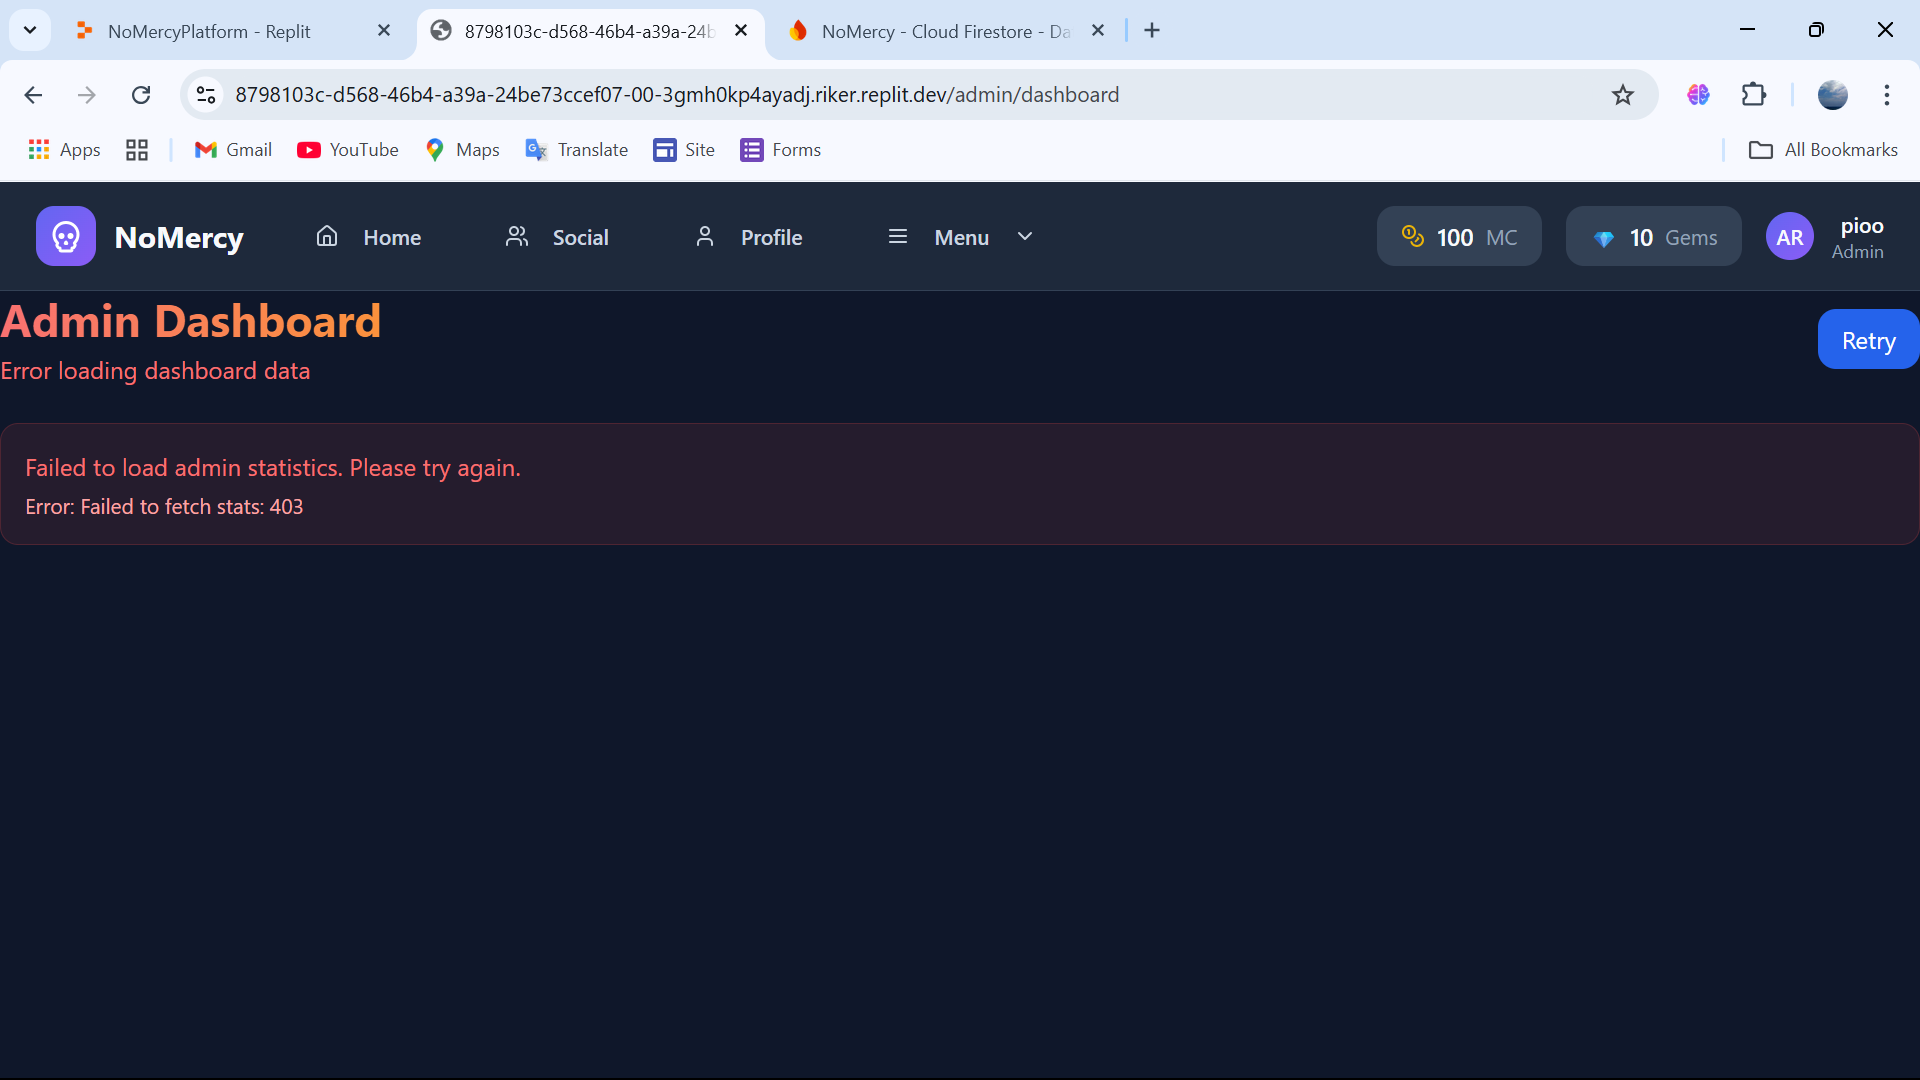 NoMercyPlatform - Replit
8798103c-d568-46b4-a39a-24b
NoMercy - Cloud Firestore - Da
8798103c-d568-46b4-a39a-24be73ccef07-00-3gmh0kp4ayadj.riker.replit.dev/admin/dashboard
Apps
Gmail
YouTube
Maps
Translate
Site
Forms
All Bookmarks
NoMercy
Home
Social
Profile
Menu
100 MC
10 Gems
AR
pioo
Admin
Admin Dashboard
Error loading dashboard data
Retry
Failed to load admin statistics. Please try again.
Error: Failed to fetch stats: 403